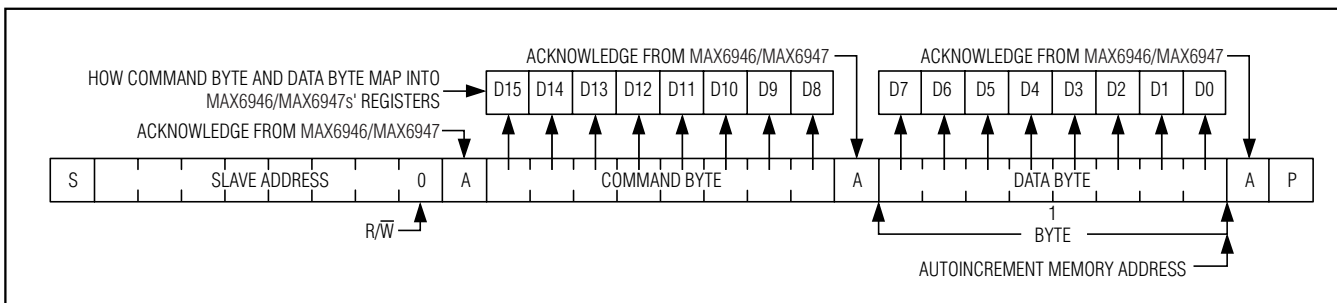 ACKNOWLEDGE FROM MAX6946/MAX6947
ACKNOWLEDGE FROM MAX6946/MAX6947
HOW COMMAND BYTE AND DATA BYTE MAP INTO
MAX6946/MAX6947s' REGISTERS
D15 D14 D13 D12 D11 D10 D9 D8
D7 D6 D5 D4 D3 D2 D1 D0
ACKNOWLEDGE FROM MAX6946/MAX6947
S SLAVE ADDRESS 0 A COMMAND BYTE A DATA BYTE A P
R/W̅
1
BYTE
AUTOINCREMENT MEMORY ADDRESS